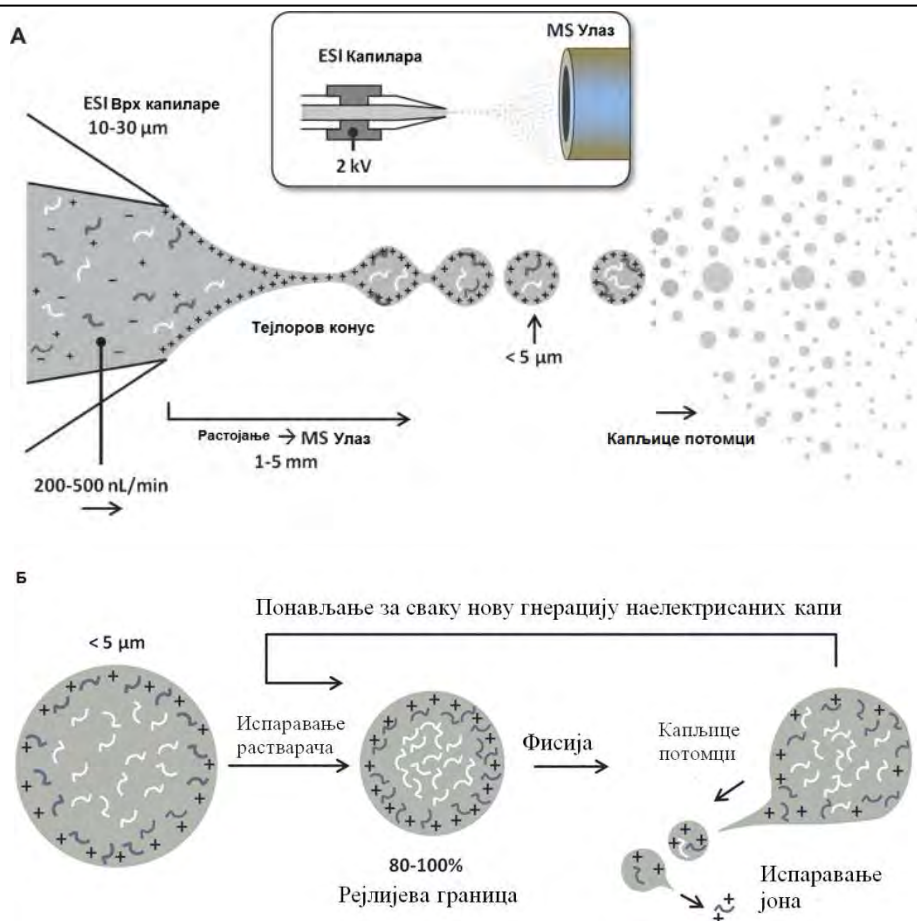 А
MS Улаз
ESI Капилара
2 kV
ESI Врх капиларе
10-30 µm
Тејлоров конус
< 5 µm
Растојање → MS Улаз
1-5 mm
Капљице потомци
200-500 nL/min
Б
Понављање за сваку нову гнерацију наелектрисаних капи
< 5 µm
Испаравање
растварача
Фисија
Капљице
потомци
80-100%
Рејлијева граница
Испаравање
јона